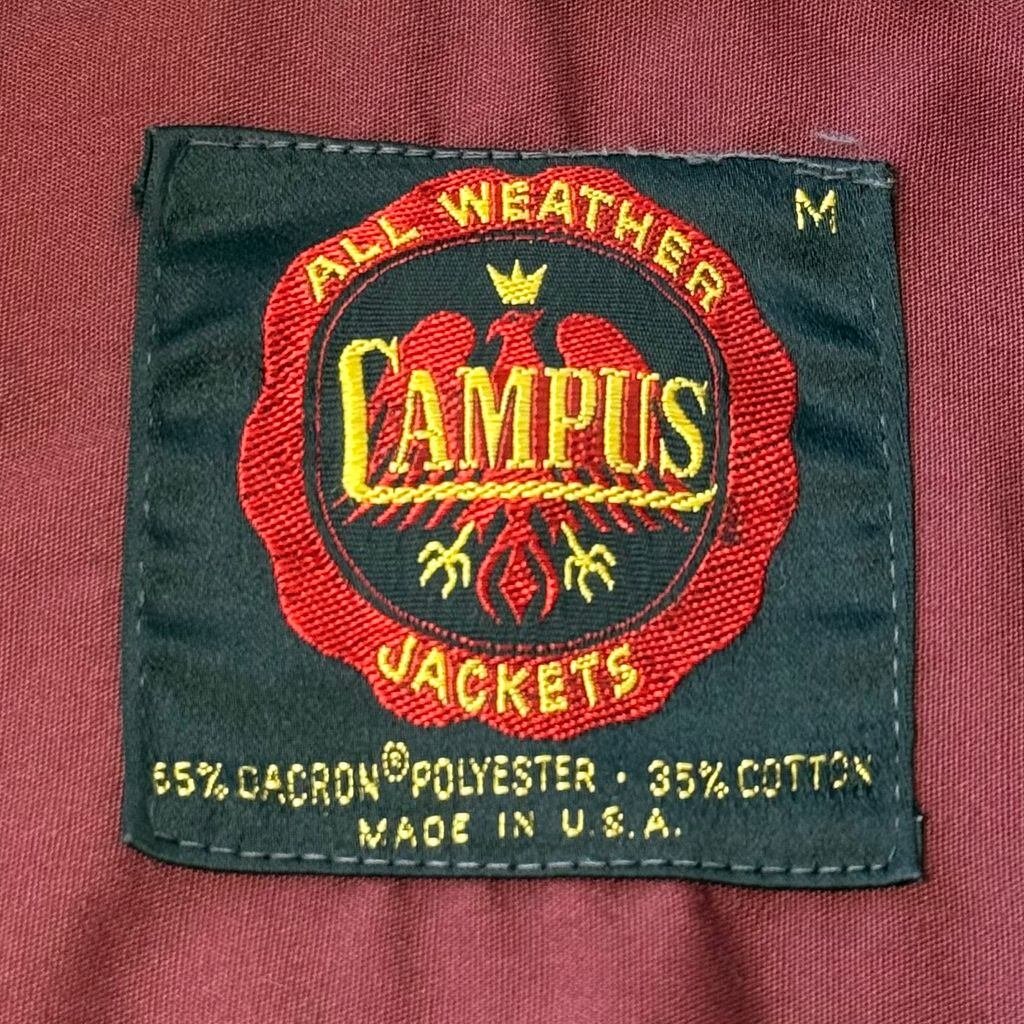 M
ALL WEATHER
CAMPUS
JACKETS
65% DACRON® POLYESTER · 35% COTTON
MADE IN U.S.A.